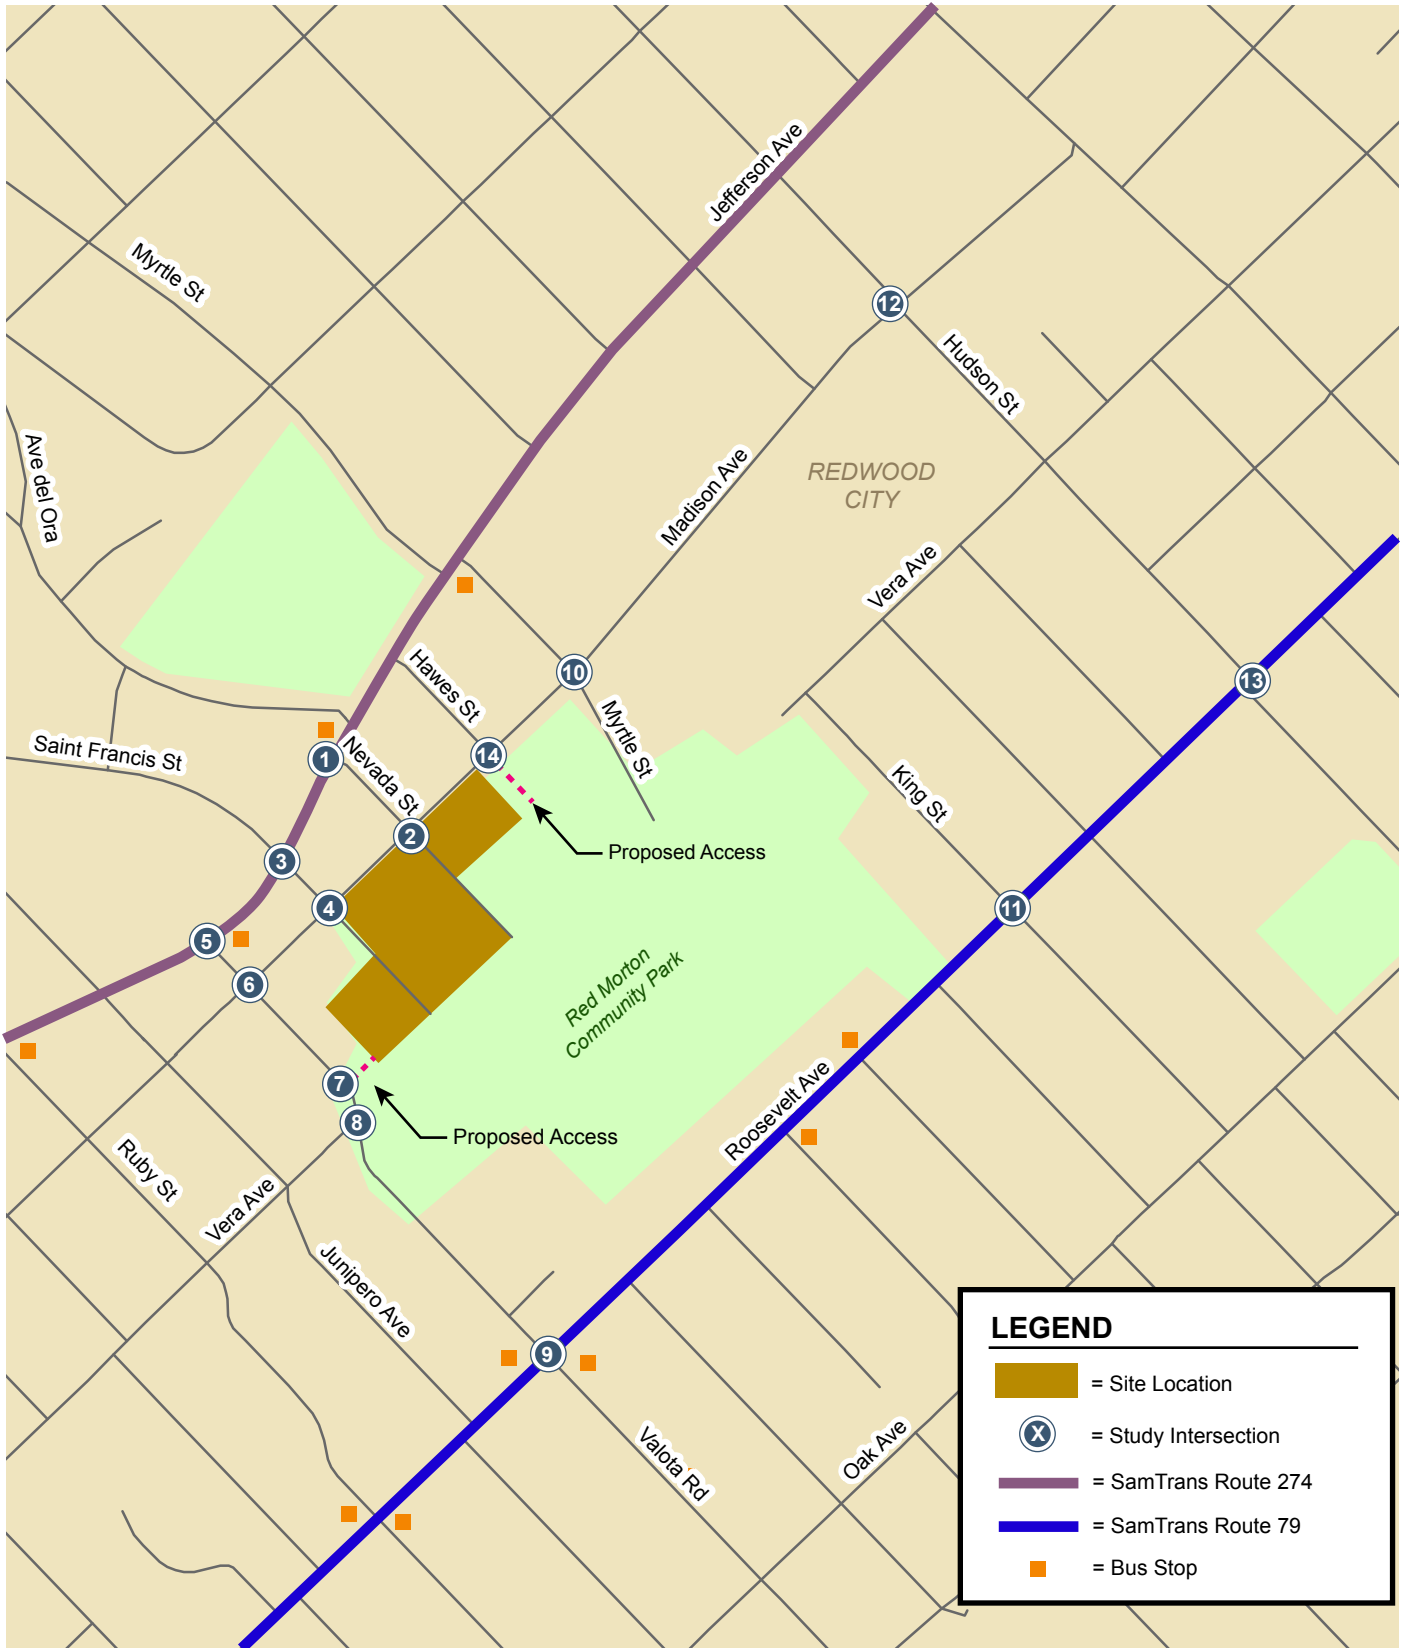 Jefferson Ave
Myrtle St
12
Hudson St
Ave del Ora
REDWOOD
CITY
Madison Ave
Vera Ave
Hawes St
10
13
Myrtle St
Saint Francis St
1
Nevada St
14
King St
2
Proposed Access
3
4
11
5
6
Red Morton
Community Park
7
Roosevelt Ave
8
Proposed Access
Ruby St
Vera Ave
Junipero Ave
9
Valota Rd
Oak Ave
LEGEND
= Site Location
X = Study Intersection
= SamTrans Route 274
= SamTrans Route 79
= Bus Stop